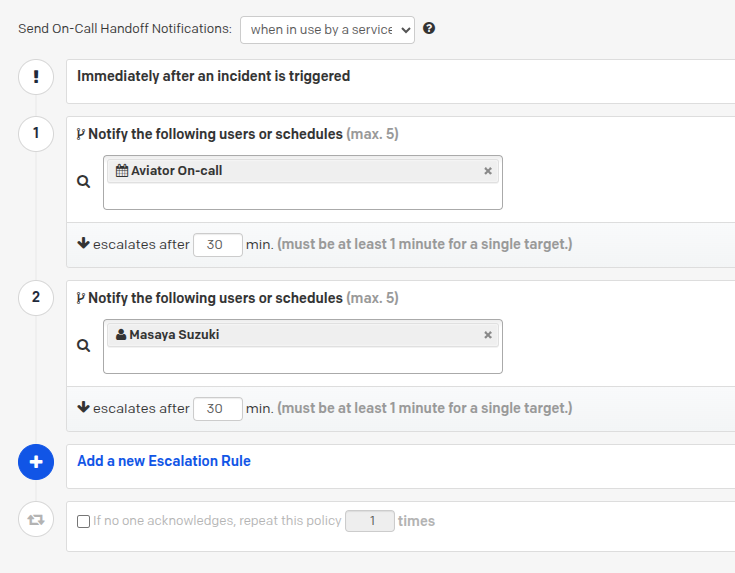 Send On-Call Handoff Notifications: when in use by a service
Immediately after an incident is triggered
1
Notify the following users or schedules (max. 5)
Aviator On-call
escalates after 30 min. (must be at least 1 minute for a single target.)
2
Notify the following users or schedules (max. 5)
Masaya Suzuki
escalates after 30 min. (must be at least 1 minute for a single target.)
Add a new Escalation Rule
If no one acknowledges, repeat this policy 1 times